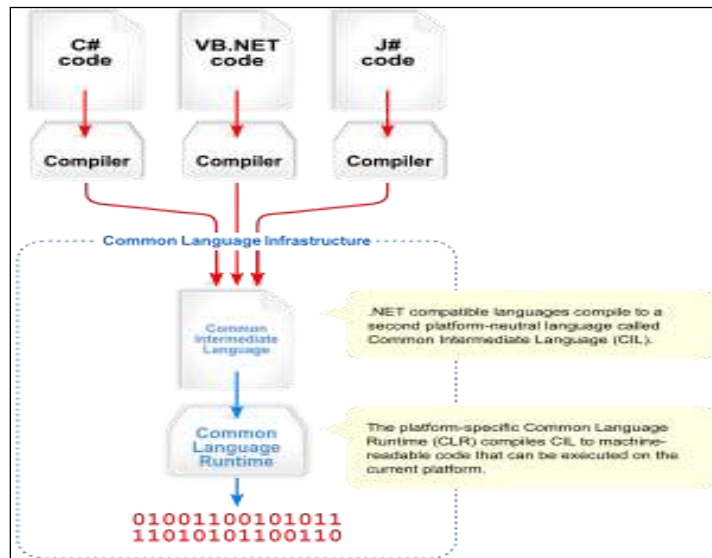 C# code
VB.NET code
J# code
Compiler
Compiler
Compiler
Common Language Infrastructure
Common
Intermediate
Language
.NET compatible languages compile to a
second platform-neutral language called
Common Intermediate Language (CIL).
Common
Language
Runtime
The platform-specific Common Language
Runtime (CLR) compiles CIL to machine-
readable code that can be executed on the
current platform.
01001100101011
11010101100110